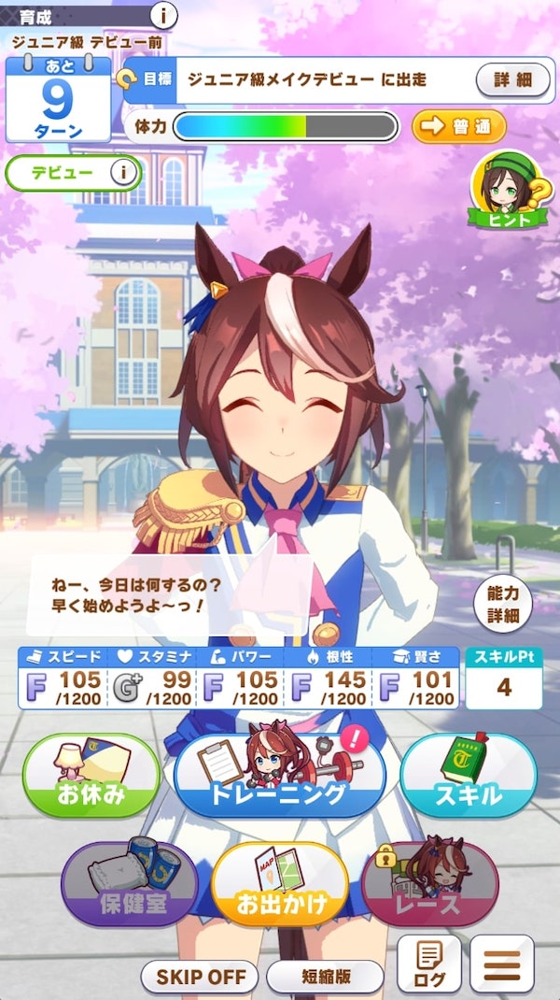 育成 i
ジュニア級 デビュー前
あと
9
ターン
目標 ジュニア級メイクデビュー に出走 詳細
体力 普通
デビュー i
ヒント
ねー、今日は何するの?
早く始めようよ〜っ!
能力
詳細
スピード スタミナ パワー 根性 賢さ スキルPt
F 105 /1200
G+ 99 /1200
F 105 /1200
F 145 /1200
F 101 /1200
4
お休み トレーニング スキル
MAP
保健室 お出かけ レース
SKIP OFF 短縮版 ログ